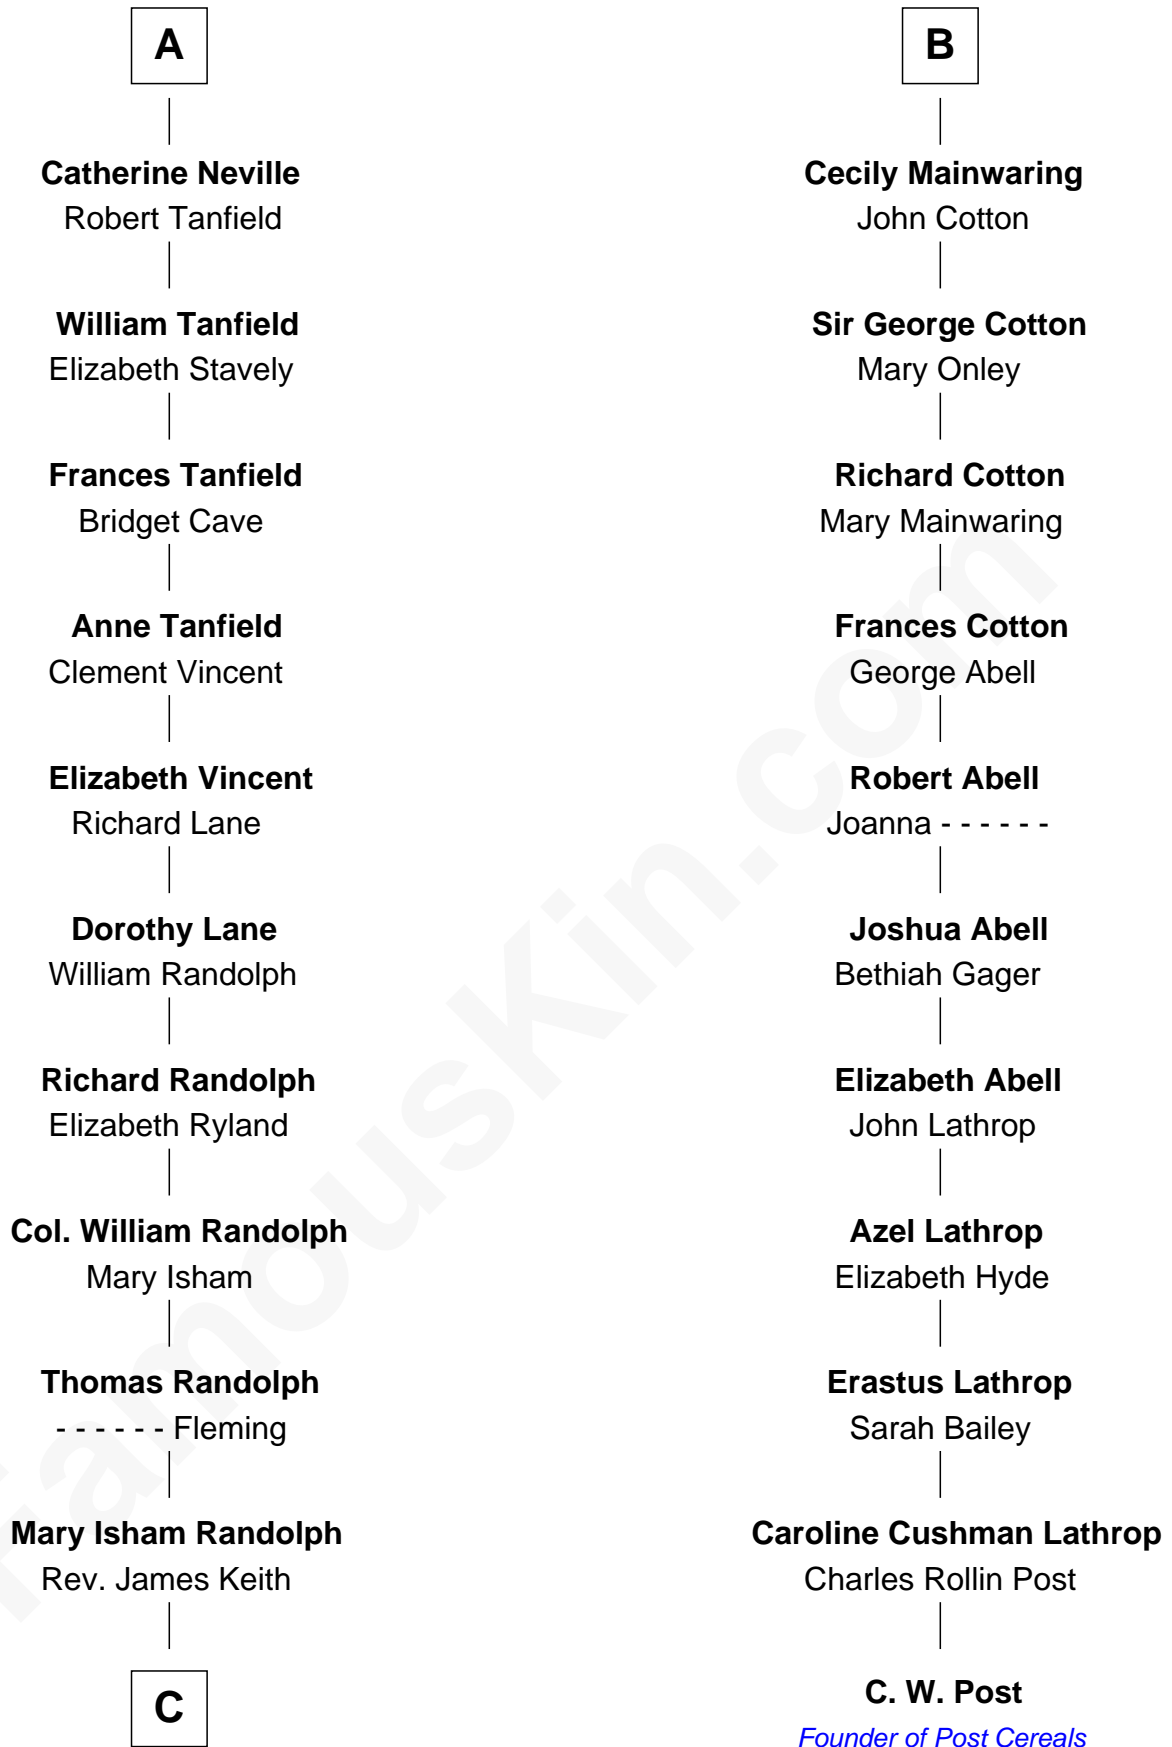 A
Catherine Neville
Robert Tanfield
William Tanfield
Elizabeth Stavely
Frances Tanfield
Bridget Cave
Anne Tanfield
Clement Vincent
Elizabeth Vincent
Richard Lane
Dorothy Lane
William Randolph
Richard Randolph
Elizabeth Ryland
Col. William Randolph
Mary Isham
Thomas Randolph
- - - - - - Fleming
Mary Isham Randolph
Rev. James Keith
C
B
Cecily Mainwaring
John Cotton
Sir George Cotton
Mary Onley
Richard Cotton
Mary Mainwaring
Frances Cotton
George Abell
Robert Abell
Joanna - - - - - -
Joshua Abell
Bethiah Gager
Elizabeth Abell
John Lathrop
Azel Lathrop
Elizabeth Hyde
Erastus Lathrop
Sarah Bailey
Caroline Cushman Lathrop
Charles Rollin Post
C. W. Post
Founder of Post Cereals
FamousKin.com